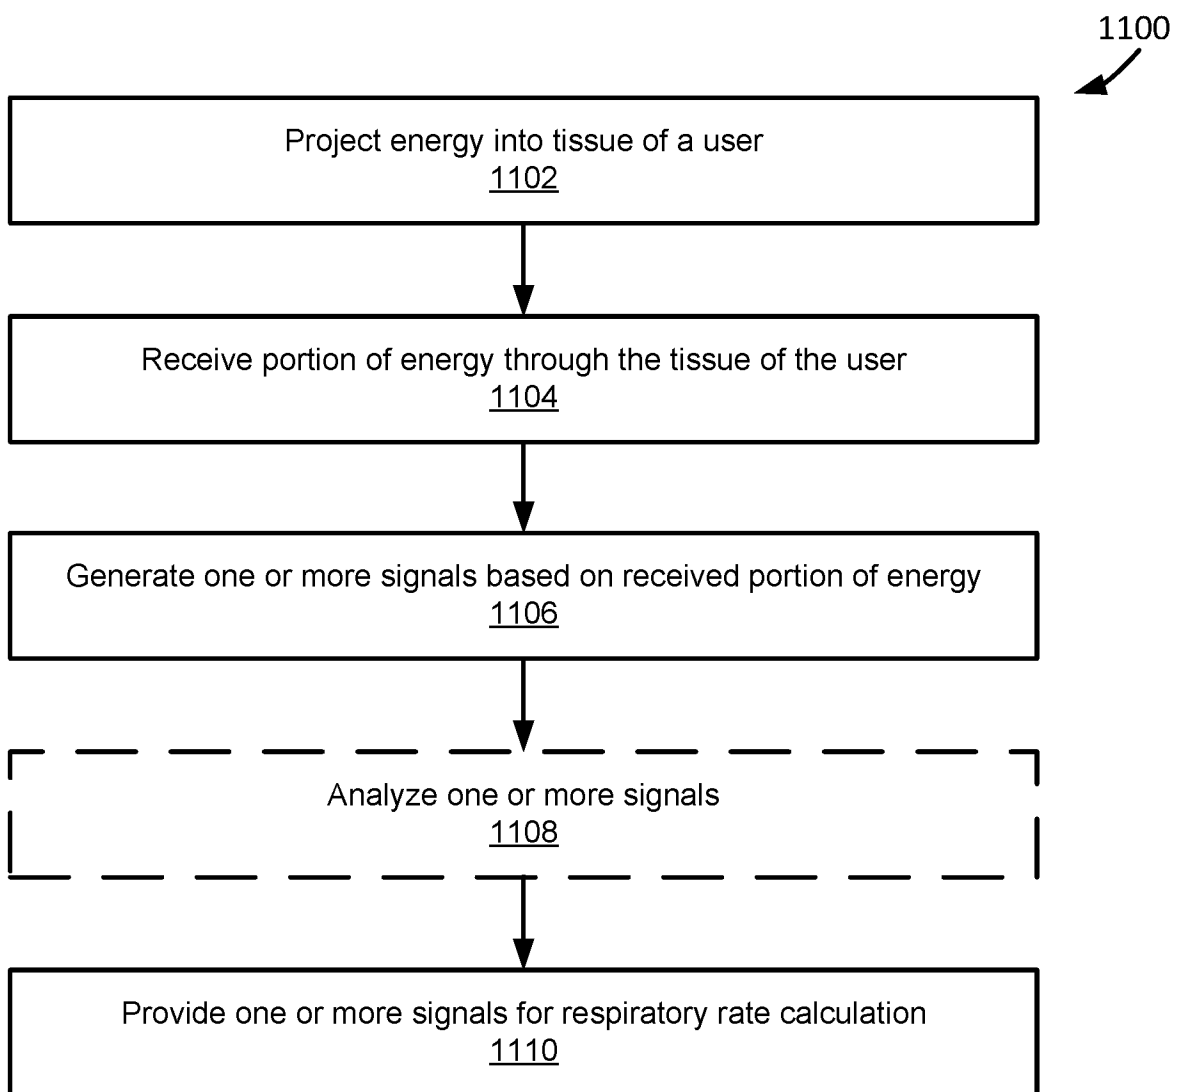 1100
Project energy into tissue of a user
1102
Receive portion of energy through the tissue of the user
1104
Generate one or more signals based on received portion of energy
1106
Analyze one or more signals
1108
Provide one or more signals for respiratory rate calculation
1110